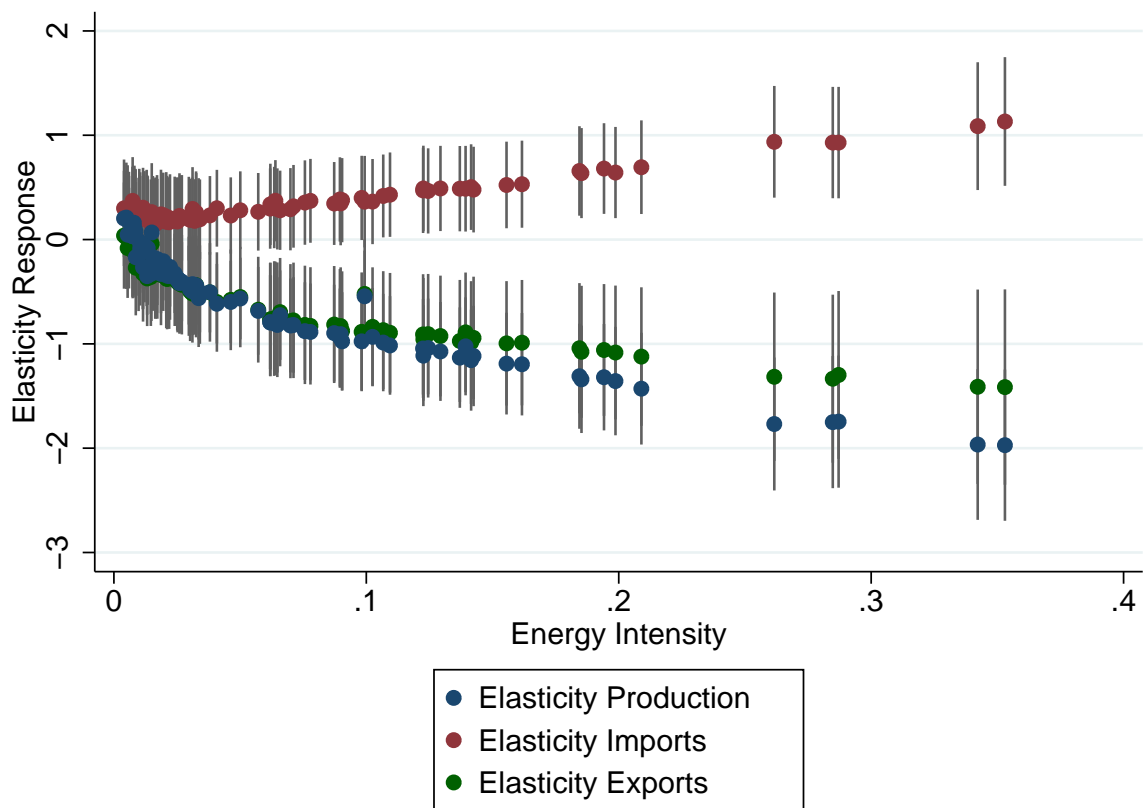 2
1
0
−1
−2
−3
Elasticity Response
0
.1
.2
.3
.4
Energy Intensity
Elasticity Production
Elasticity Imports
Elasticity Exports